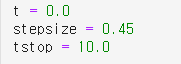 t = 0.0
stepsize = 0.45
tstop = 10.0